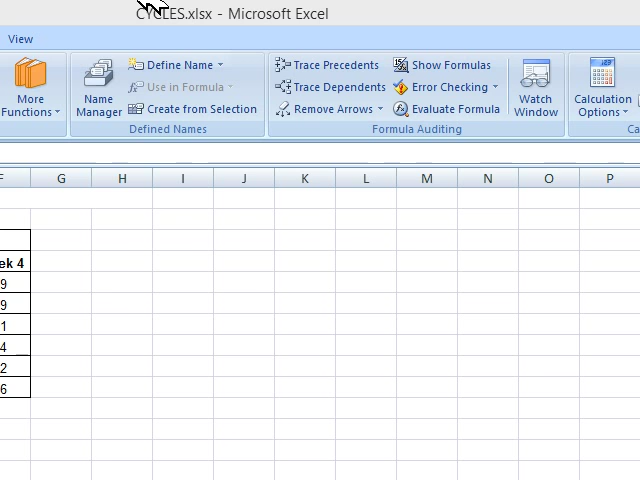 CYCLES.xlsx - Microsoft Excel
View
More Functions
Name Manager
Define Name
Use in Formula
Create from Selection
Defined Names
Trace Precedents
Trace Dependents
Remove Arrows
Show Formulas
Error Checking
Evaluate Formula
Formula Auditing
Watch Window
Calculation Options
Ca
F G H I J K L M N O P
ek 4
9
9
1
4
2
6